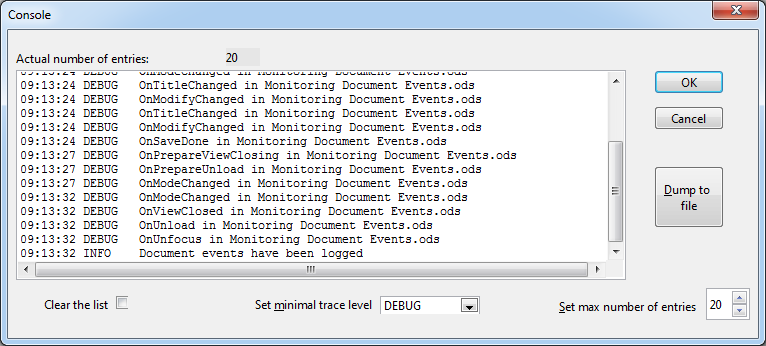 Console
Actual number of entries: 20
09:13:24 DEBUG OnModeChanged in Monitoring Document Events.ods
09:13:24 DEBUG OnTitleChanged in Monitoring Document Events.ods
09:13:24 DEBUG OnModifyChanged in Monitoring Document Events.ods
09:13:24 DEBUG OnTitleChanged in Monitoring Document Events.ods
09:13:24 DEBUG OnModifyChanged in Monitoring Document Events.ods
09:13:24 DEBUG OnSaveDone in Monitoring Document Events.ods
09:13:27 DEBUG OnPrepareViewClosing in Monitoring Document Events.ods
09:13:27 DEBUG OnPrepareUnload in Monitoring Document Events.ods
09:13:27 DEBUG OnModeChanged in Monitoring Document Events.ods
09:13:32 DEBUG OnModeChanged in Monitoring Document Events.ods
09:13:32 DEBUG OnViewClosed in Monitoring Document Events.ods
09:13:32 DEBUG OnUnload in Monitoring Document Events.ods
09:13:32 DEBUG OnUnfocus in Monitoring Document Events.ods
09:13:32 INFO Document events have been logged
OK
Cancel
Dump to
file
Clear the list
Set minimal trace level DEBUG
Set max number of entries 20